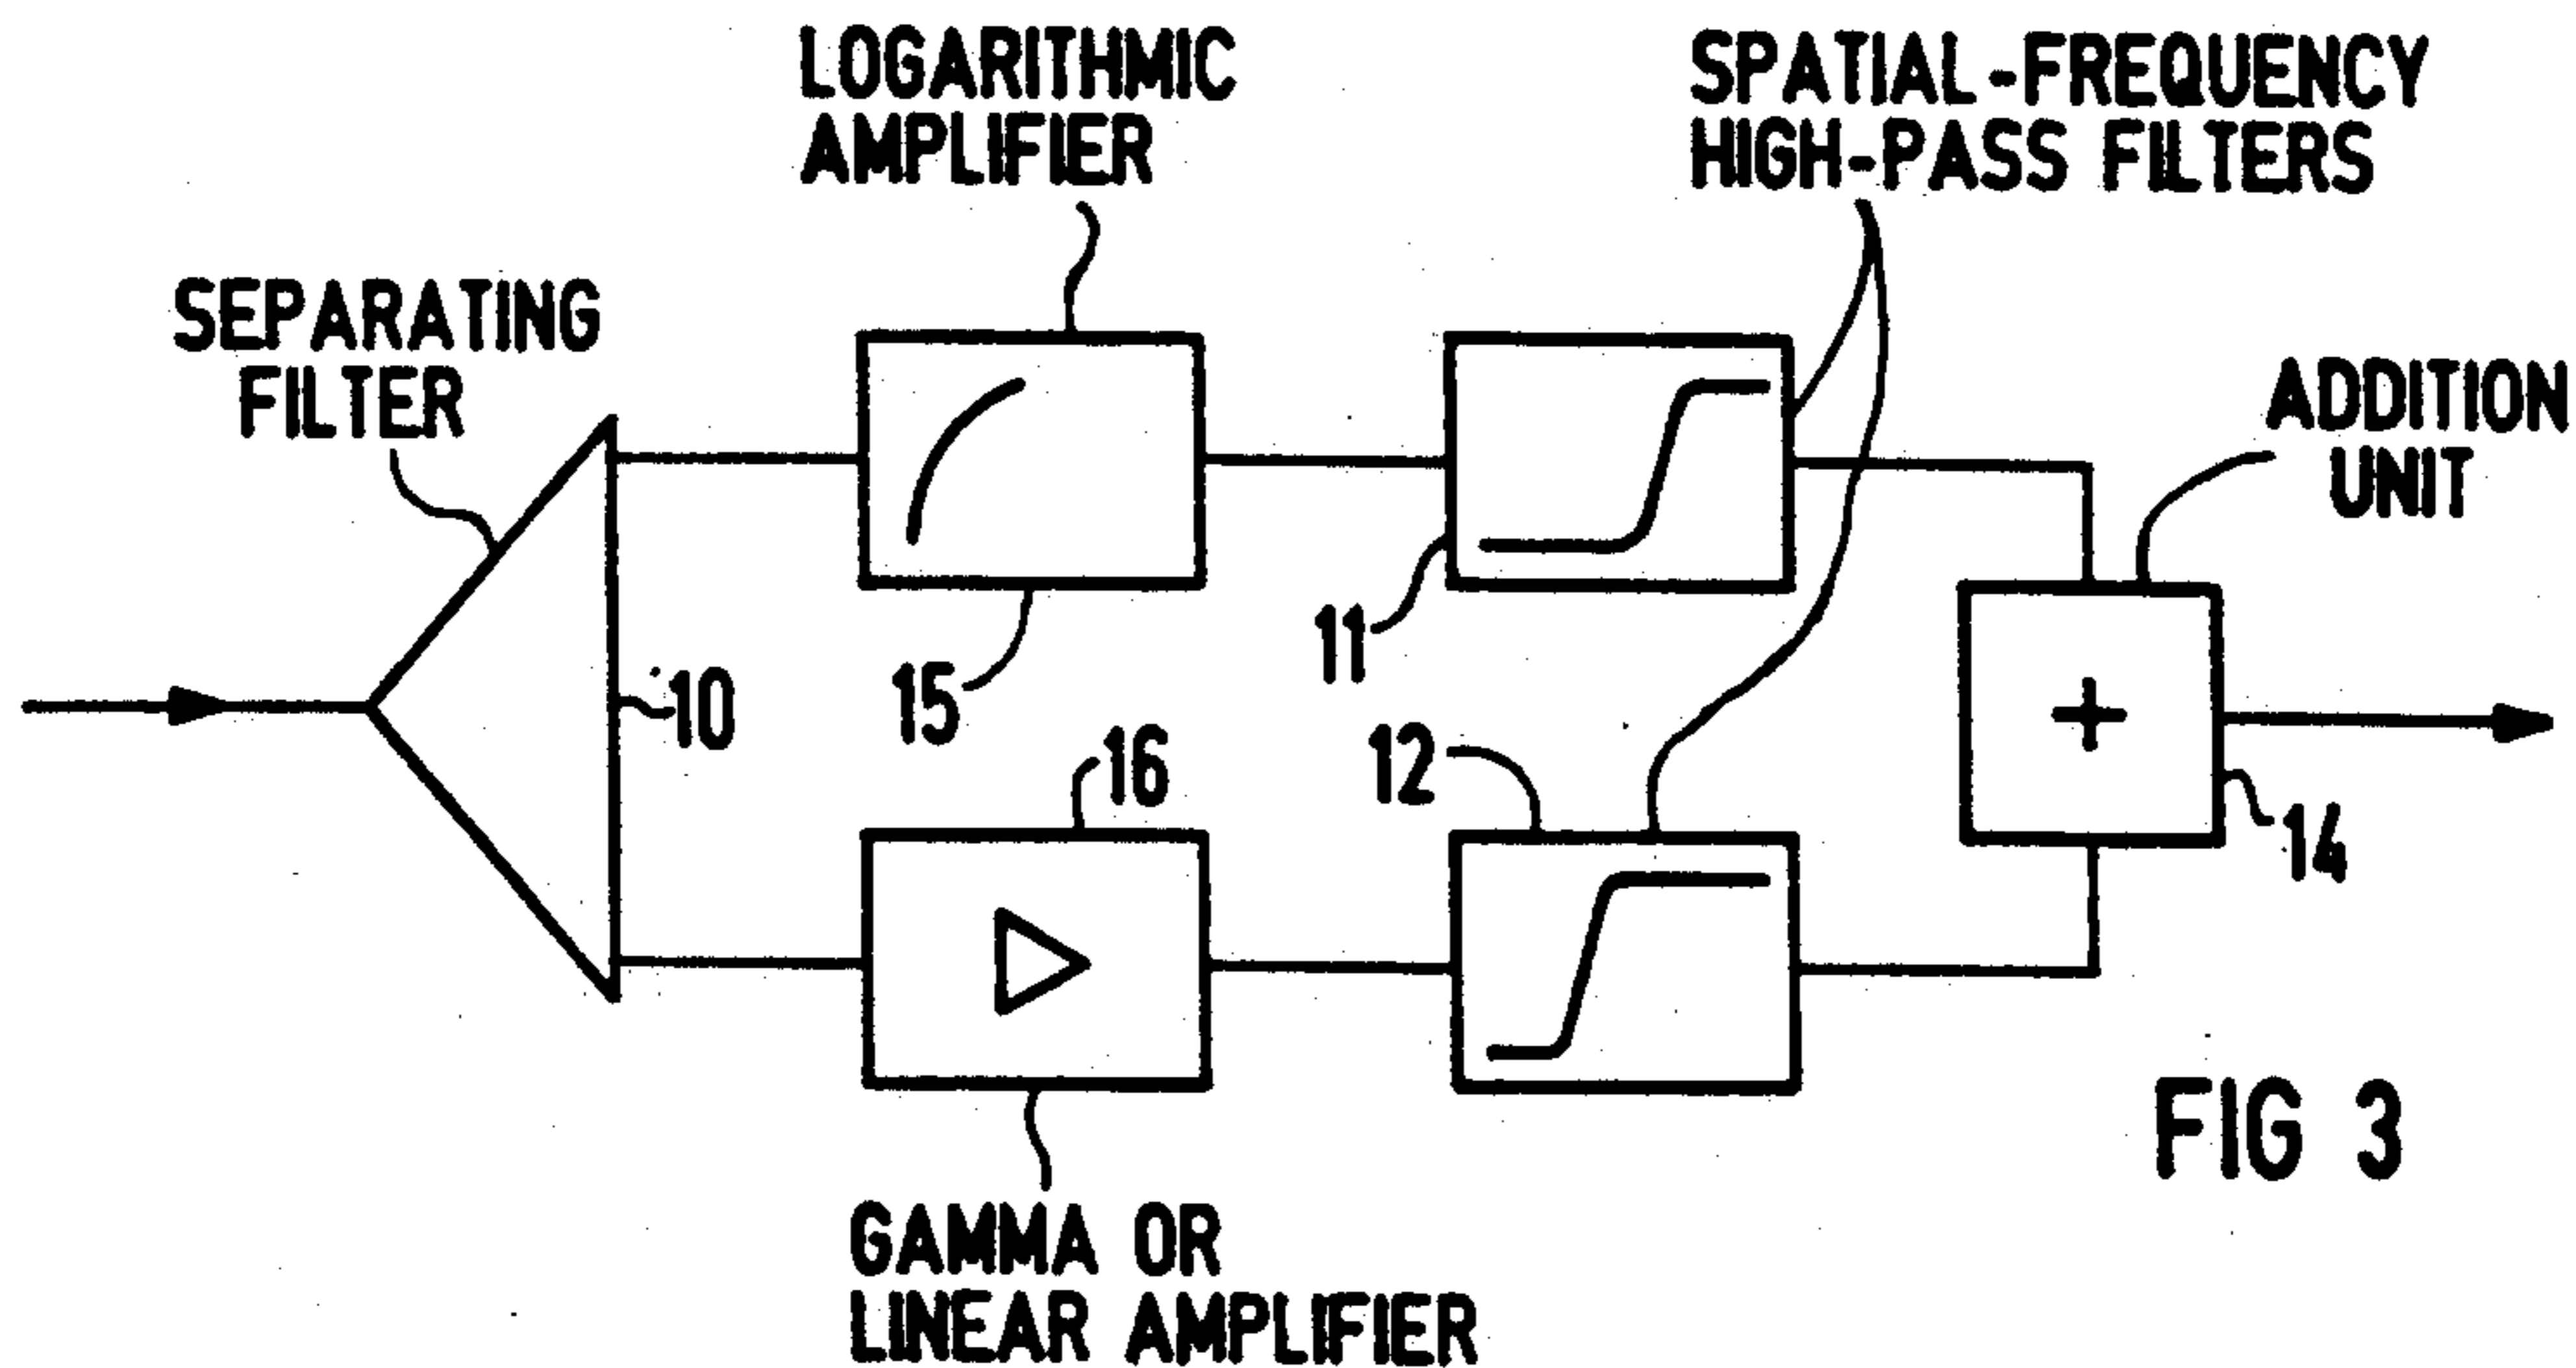 LOGARITHMIC
AMPLIFIER
SPATIAL-FREQUENCY
HIGH-PASS FILTERS
SEPARATING
FILTER
ADDITION
UNIT
11
15
10
16
12
+
14
GAMMA OR
LINEAR AMPLIFIER
FIG 3